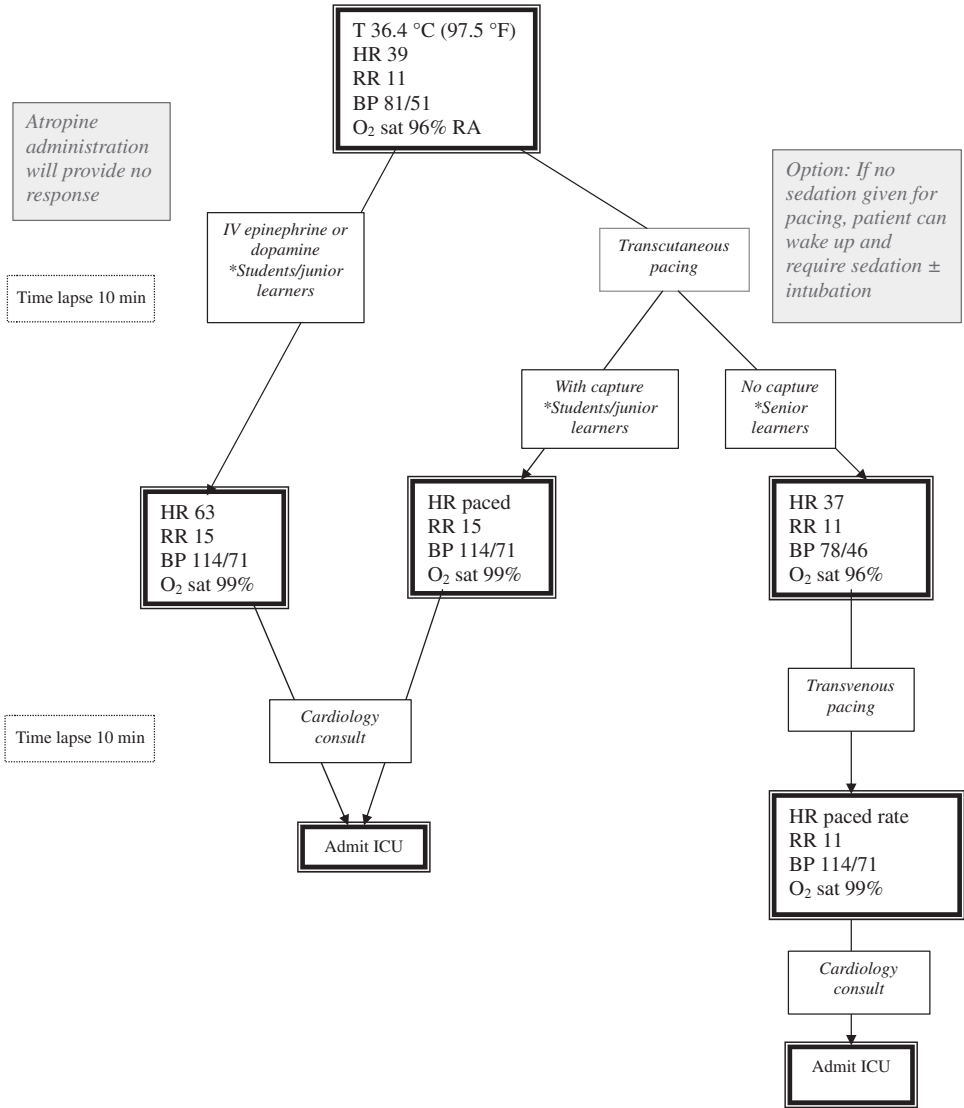 T 36.4 °C (97.5 °F)
HR 39
RR 11
BP 81/51
O₂ sat 96% RA
Atropine
administration
will provide no
response
Option: If no
sedation given for
pacing, patient can
wake up and
require sedation ±
intubation
IV epinephrine or
dopamine
*Students/junior
learners
Transcutaneous
pacing
Time lapse 10 min
With capture
*Students/junior
learners
No capture
*Senior
learners
HR 63
RR 15
BP 114/71
O₂ sat 99%
HR paced
RR 15
BP 114/71
O₂ sat 99%
HR 37
RR 11
BP 78/46
O₂ sat 96%
Transvenous
pacing
Time lapse 10 min
Cardiology
consult
Admit ICU
HR paced rate
RR 11
BP 114/71
O₂ sat 99%
Cardiology
consult
Admit ICU